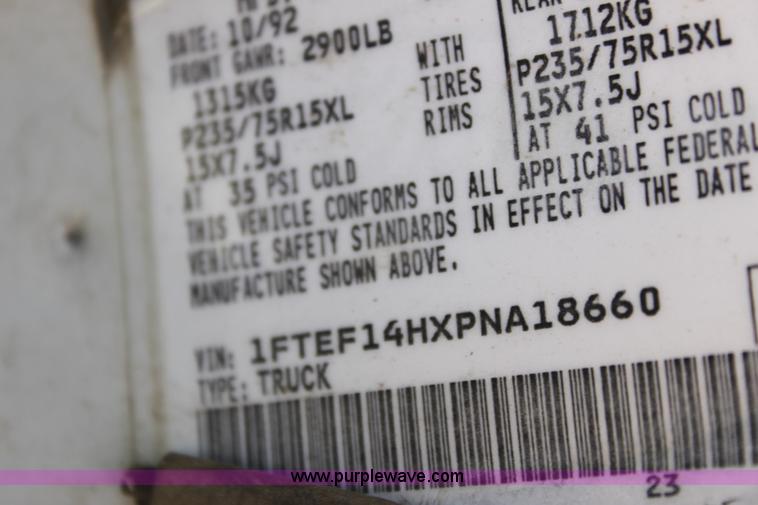 DATE: 10/92
FRONT GAWR: 2900LB
1315KG
P235/75R15XL
15X7.5J
AT 35 PSI COLD
WITH
TIRES
RIMS
1712KG
P235/75R15XL
15X7.5J
AT 41 PSI COLD
THIS VEHICLE CONFORMS TO ALL APPLICABLE FEDERAL
VEHICLE SAFETY STANDARDS IN EFFECT ON THE DATE
MANUFACTURE SHOWN ABOVE.
VIN: 1FTEF14HXPNA18660
TYPE: TRUCK
www.purplewave.com
23